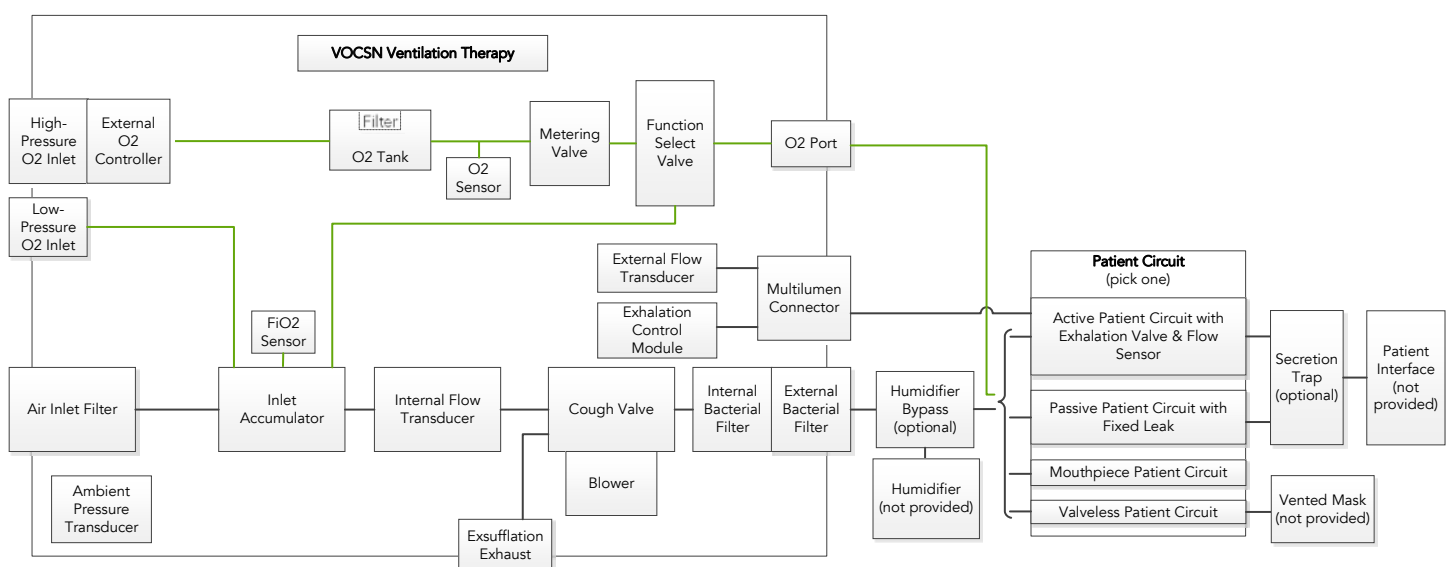 VOCSN Ventilation Therapy
High-
Pressure
O2 Inlet
External
O2
Controller
Filter
O2 Tank
O2
Sensor
Metering
Valve
Function
Select
Valve
O2 Port
Low-
Pressure
O2 Inlet
External Flow
Transducer
Exhalation
Control
Module
Multilumen
Connector
Patient Circuit
(pick one)
Active Patient Circuit with
Exhalation Valve & Flow
Sensor
Passive Patient Circuit with
Fixed Leak
Mouthpiece Patient Circuit
Valveless Patient Circuit
Secretion
Trap
(optional)
Patient
Interface
(not
provided)
Vented Mask
(not provided)
FiO2
Sensor
Air Inlet Filter
Inlet
Accumulator
Internal Flow
Transducer
Cough Valve
Blower
Internal
Bacterial
Filter
External
Bacterial
Filter
Humidifier
Bypass
(optional)
Humidifier
(not provided)
Ambient
Pressure
Transducer
Exsufflation
Exhaust